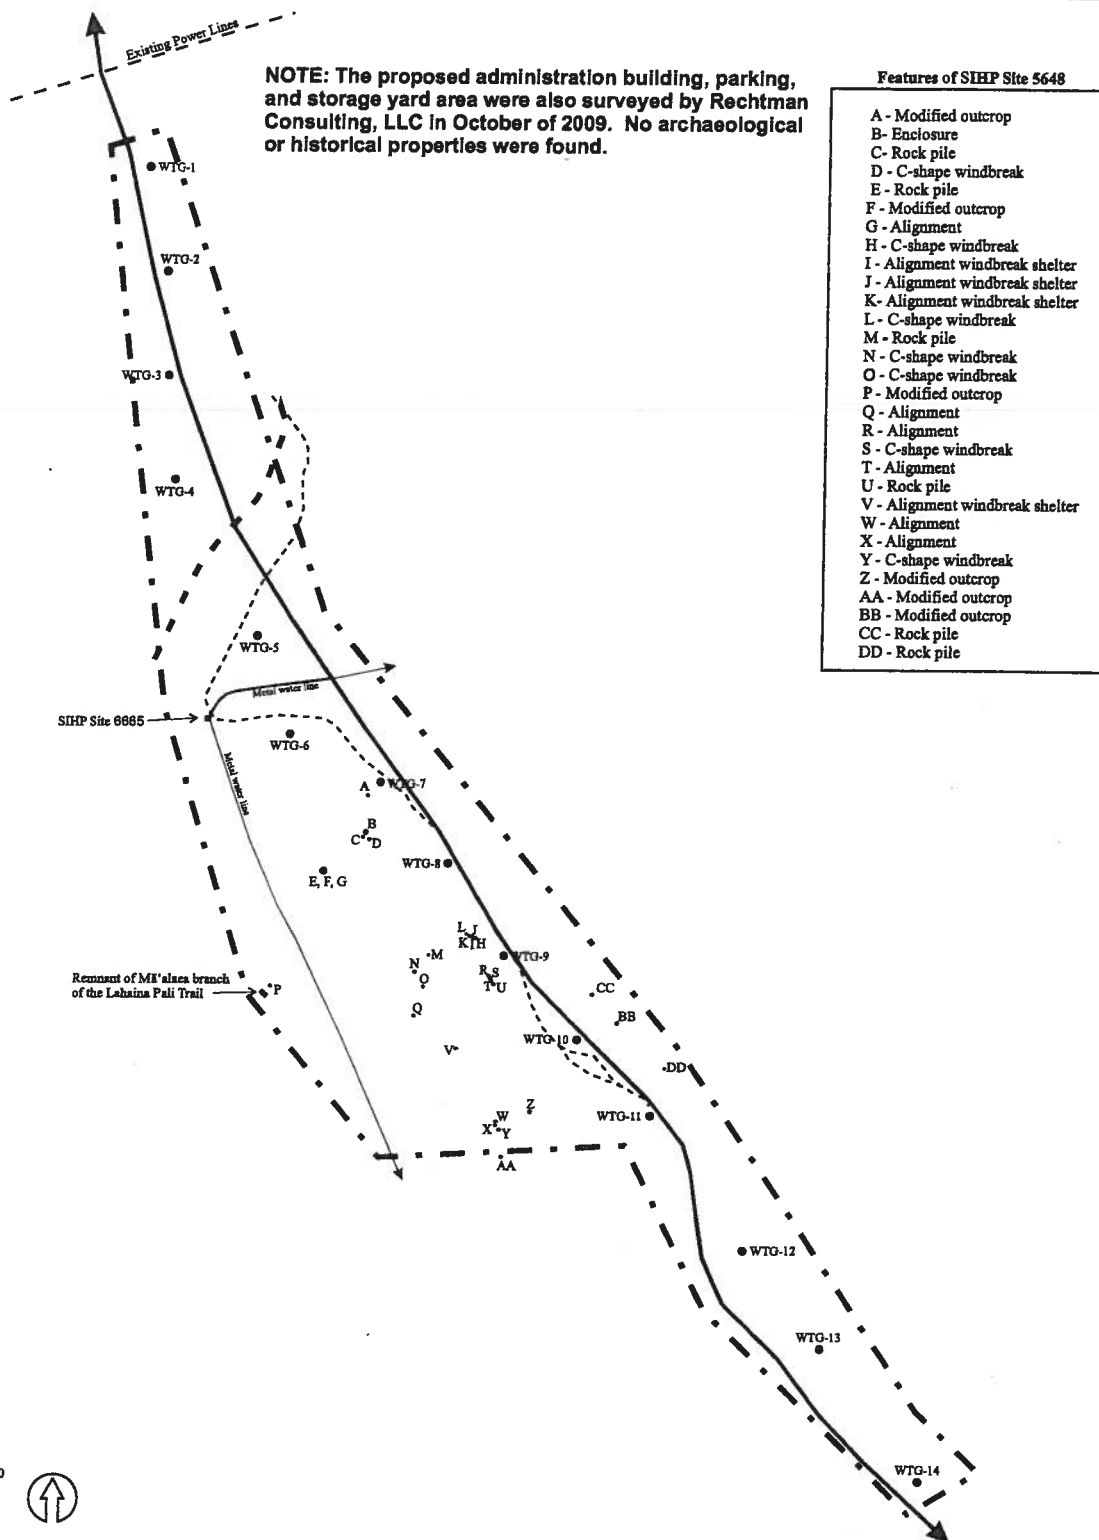 Existing Power Lines
NOTE: The proposed administration building, parking,
and storage yard area were also surveyed by Rechtman
Consulting, LLC in October of 2009. No archaeological
or historical properties were found.
Features of SIHP Site 5648
A - Modified outcrop
B- Enclosure
C- Rock pile
D - C-shape windbreak
E - Rock pile
F - Modified outcrop
G - Alignment
H - C-shape windbreak
I - Alignment windbreak shelter
J - Alignment windbreak shelter
K- Alignment windbreak shelter
L - C-shape windbreak
M - Rock pile
N - C-shape windbreak
O - C-shape windbreak
P - Modified outcrop
Q - Alignment
R - Alignment
S - C-shape windbreak
T - Alignment
U - Rock pile
V - Alignment windbreak shelter
W - Alignment
X - Alignment
Y - C-shape windbreak
Z - Modified outcrop
AA - Modified outcrop
BB - Modified outcrop
CC - Rock pile
DD - Rock pile
WTG-1
WTG-2
WTG-3
WTG-4
WTG-5
Metal water line
SIHP Site 6665
WTG-6
Metal water line
WTG-7
A
B
C D
WTG-8
E, F, G
L J
K I H
M
WTG-9
N
O
R S
T U
Remnant of Mā'alaea branch
of the Lahaina Pali Trail
P
CC
Q
BB
WTG-10
V
DD
Z
WTG-11
W
X Y
AA
WTG-12
WTG-13
WTG-14